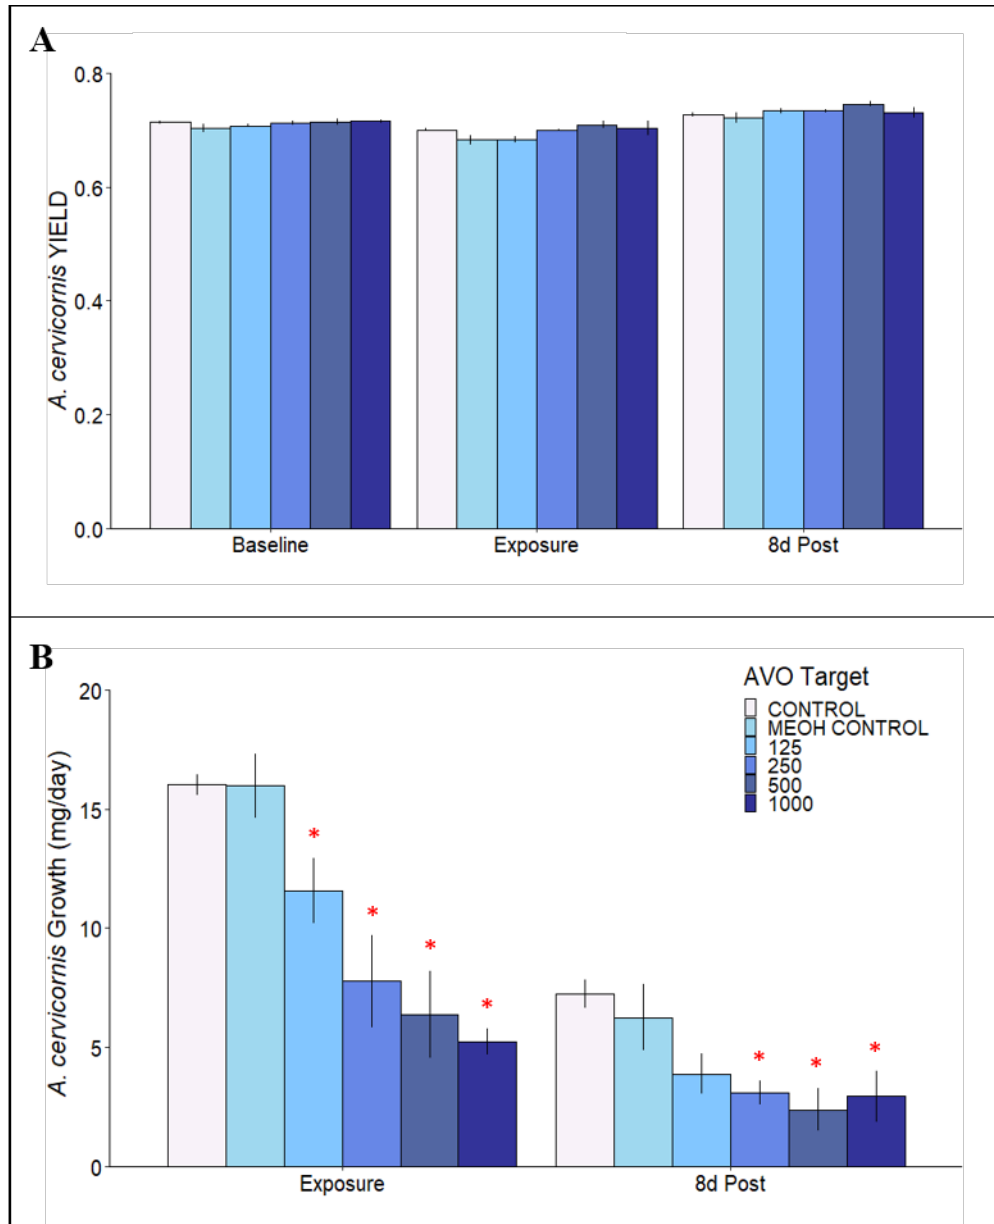 A
0.8
0.6
0.4
0.2
0.0
A. cervicornis YIELD
Baseline Exposure 8d Post
B
20
15
10
5
0
A. cervicornis Growth (mg/day)
AVO Target
CONTROL
MEOH CONTROL
125
250
500
1000
* * * * * * *
Exposure 8d Post